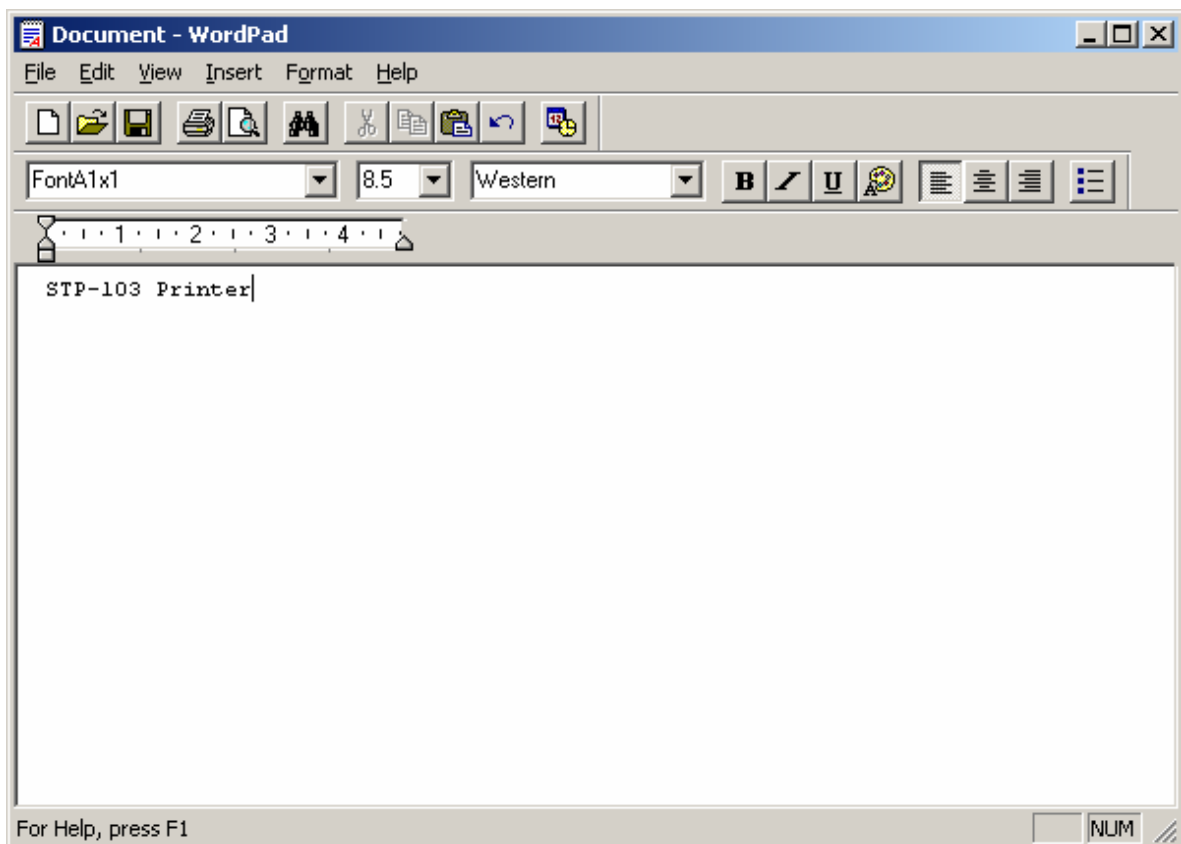 Document - WordPad
File Edit View Insert Format Help
FontA1x1 8.5 Western B I U
1 2 3 4
STP-103 Printer
For Help, press F1 NUM